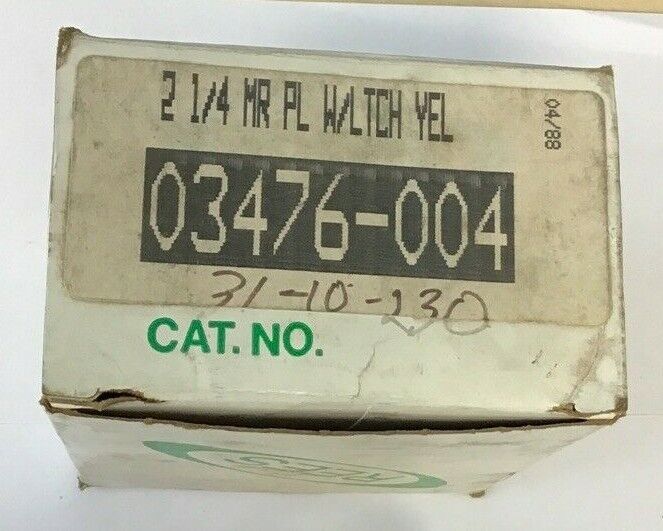 2 1/4 MR PL W/LTCH YEL
04/88
03476-004
31-10-230
CAT. NO.